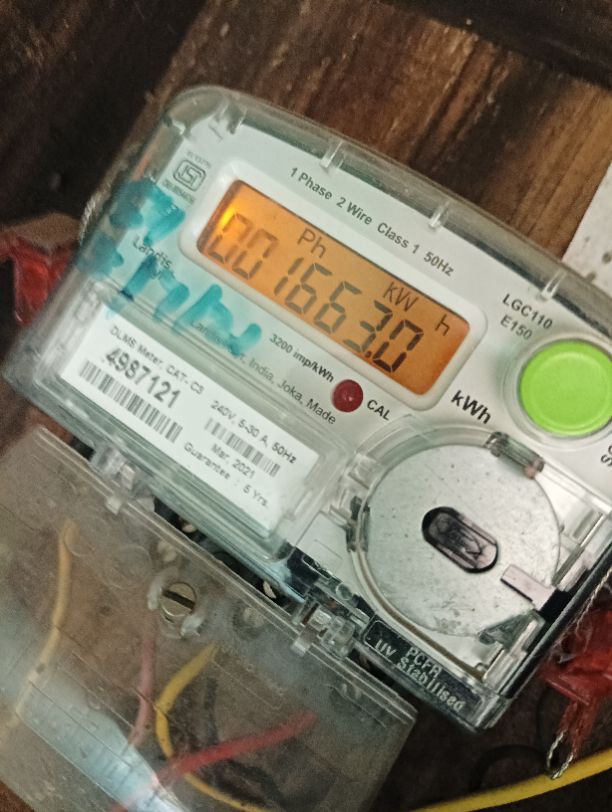 1 Phase 2 Wire Class 1 50Hz
Ph
001663.0
kW h
LGC110
E150
Landis
3200 imp/kWh
CAL
kWh
India, Joka, Made
DLMS Meter, CAT. C3
4987121
240V, 5-30 A, 50Hz
Mar, 2021
Guarantee : 5 Yrs.
PCFR
UV Stabilised